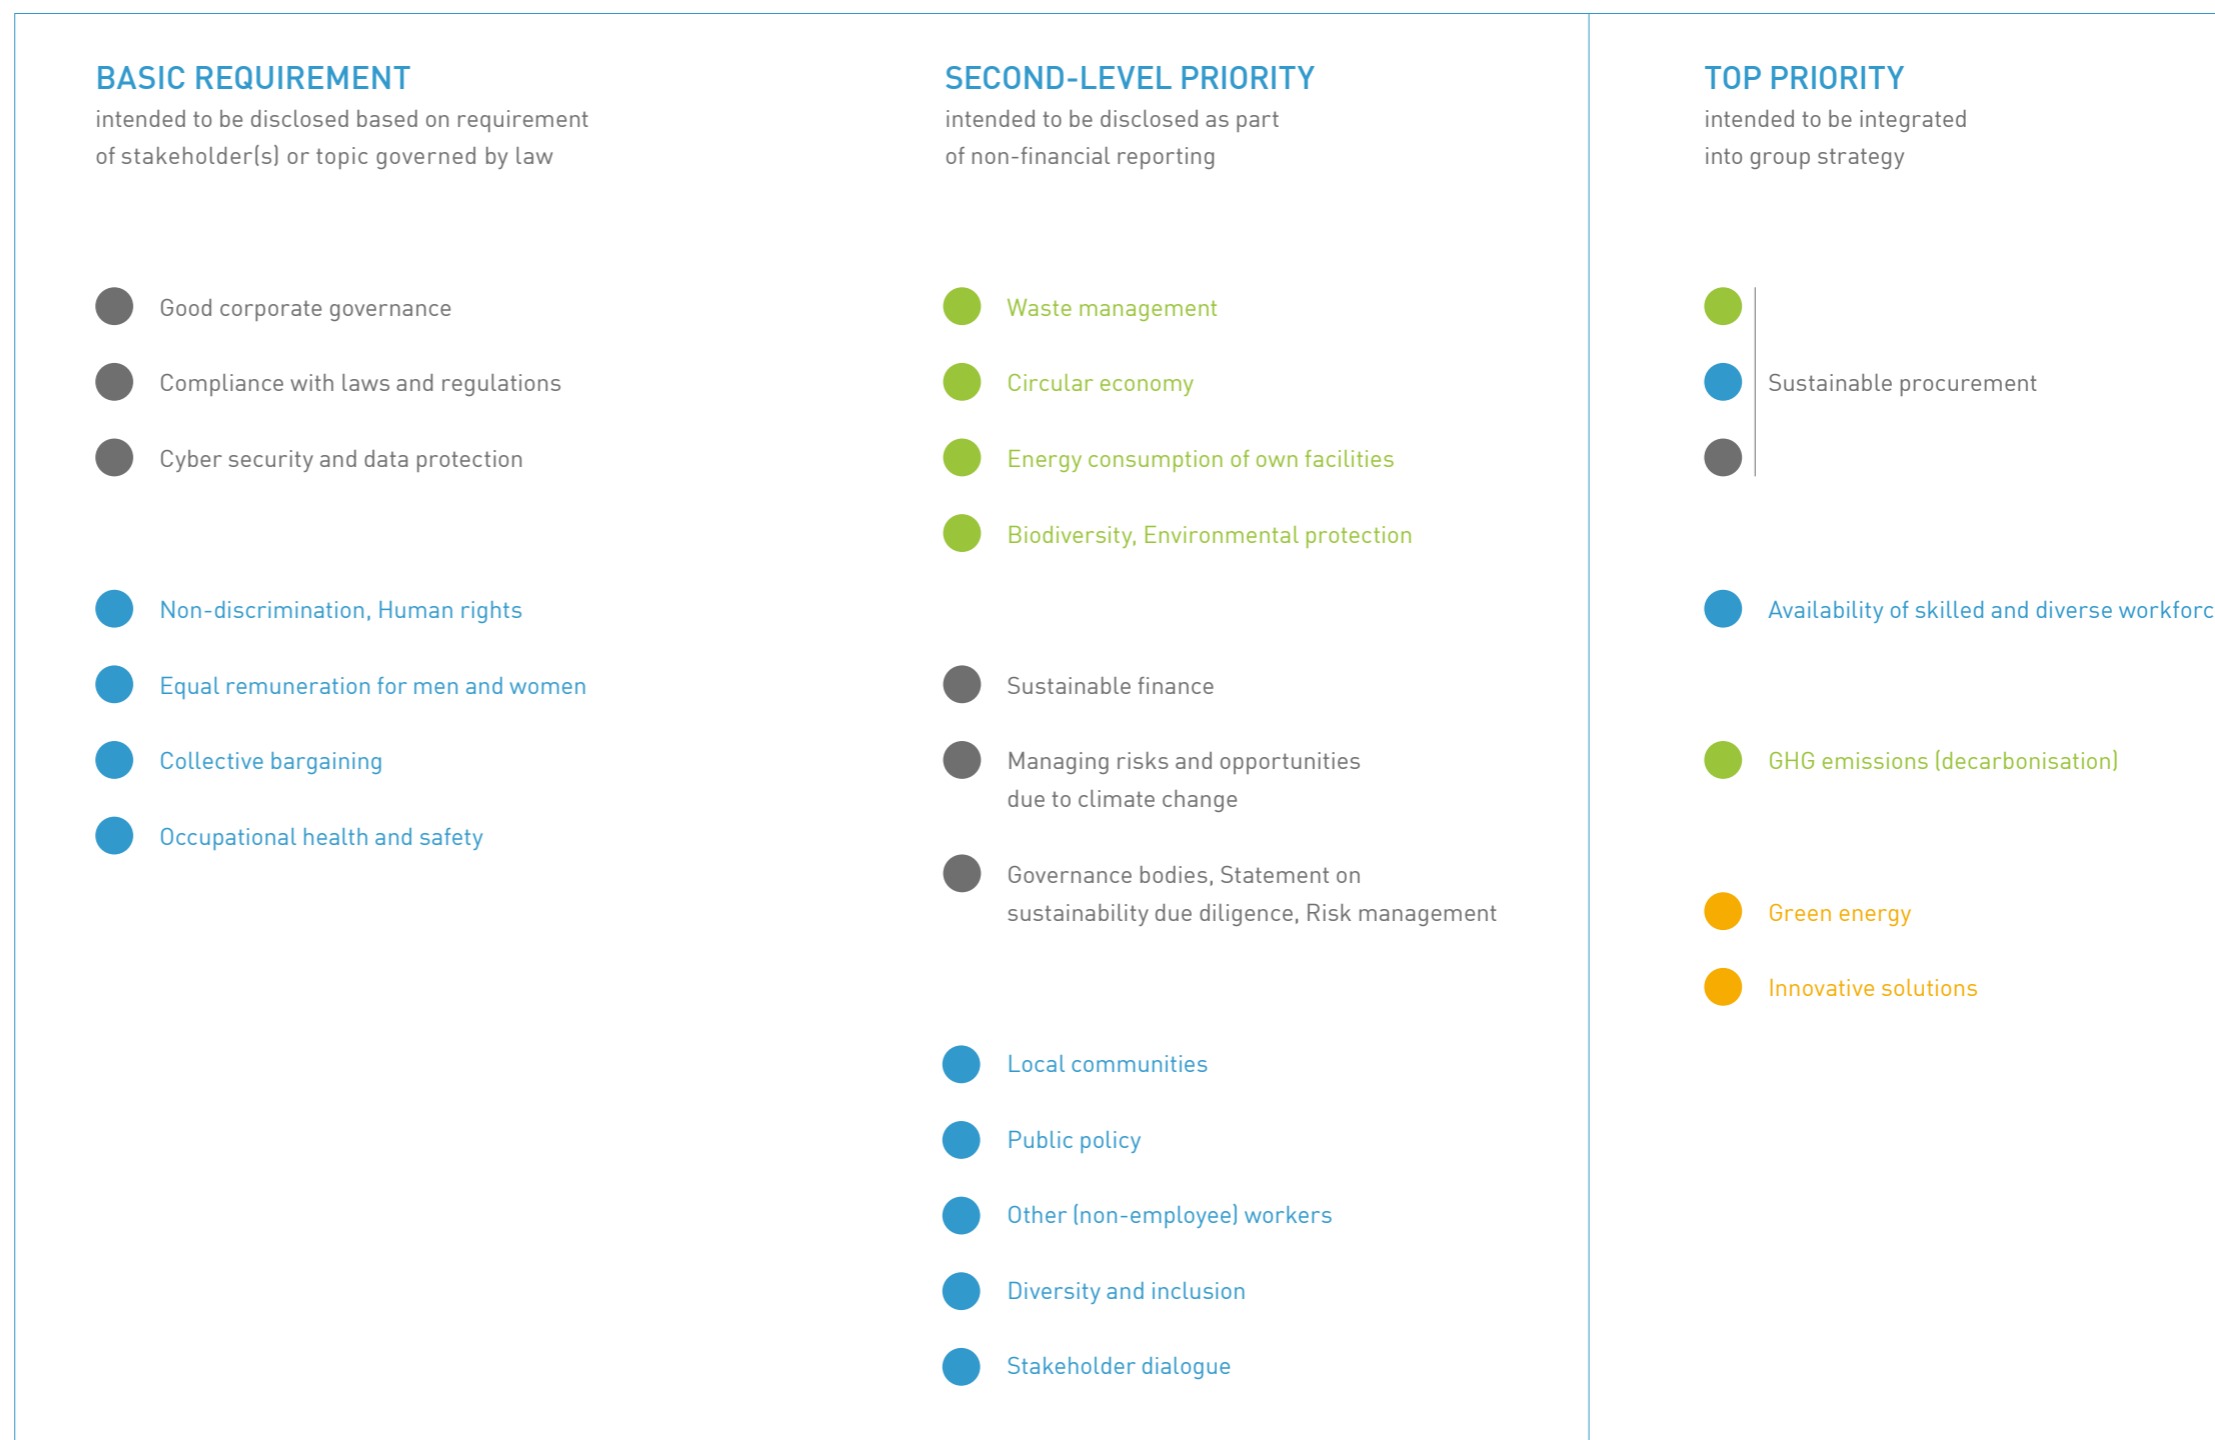 BASIC REQUIREMENT
intended to be disclosed based on requirement
of stakeholder(s) or topic governed by law
Good corporate governance
Compliance with laws and regulations
Cyber security and data protection
Non-discrimination, Human rights
Equal remuneration for men and women
Collective bargaining
Occupational health and safety
SECOND-LEVEL PRIORITY
intended to be disclosed as part
of non-financial reporting
Waste management
Circular economy
Energy consumption of own facilities
Biodiversity, Environmental protection
Sustainable finance
Managing risks and opportunities
due to climate change
Governance bodies, Statement on
sustainability due diligence, Risk management
Local communities
Public policy
Other (non-employee) workers
Diversity and inclusion
Stakeholder dialogue
TOP PRIORITY
intended to be integrated
into group strategy
Sustainable procurement
Availability of skilled and diverse workforc
GHG emissions (decarbonisation)
Green energy
Innovative solutions